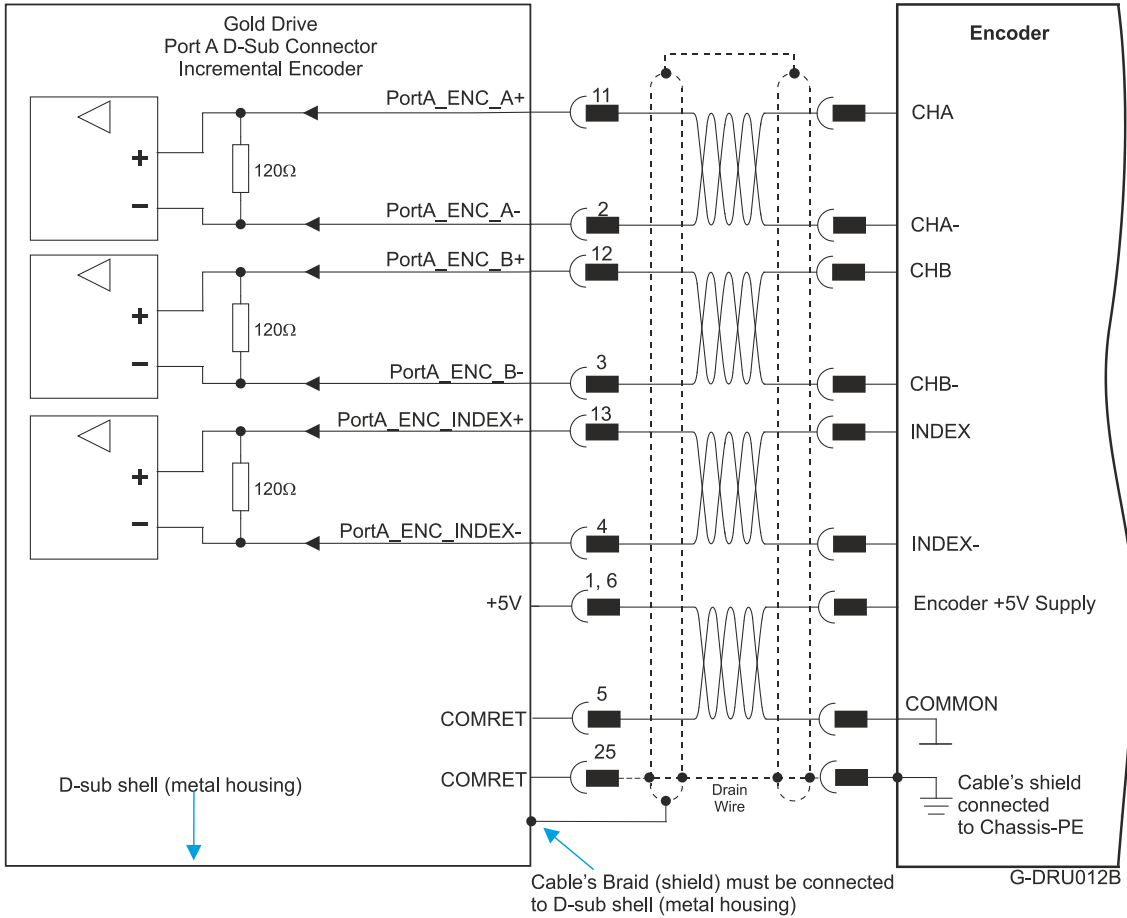 Gold Drive
Port A D-Sub Connector
Incremental Encoder
Encoder
PortA_ENC_A+
11
CHA
+
120Ω
−
PortA_ENC_A-
2
CHA-
PortA_ENC_B+
12
CHB
+
120Ω
−
PortA_ENC_B-
3
CHB-
PortA_ENC_INDEX+
13
INDEX
+
120Ω
−
PortA_ENC_INDEX-
4
INDEX-
+5V
1, 6
Encoder +5V Supply
COMRET
5
COMMON
COMRET
25
Drain
Wire
D-sub shell (metal housing)
Cable's shield
connected
to Chassis-PE
Cable's Braid (shield) must be connected
to D-sub shell (metal housing)
G-DRU012B